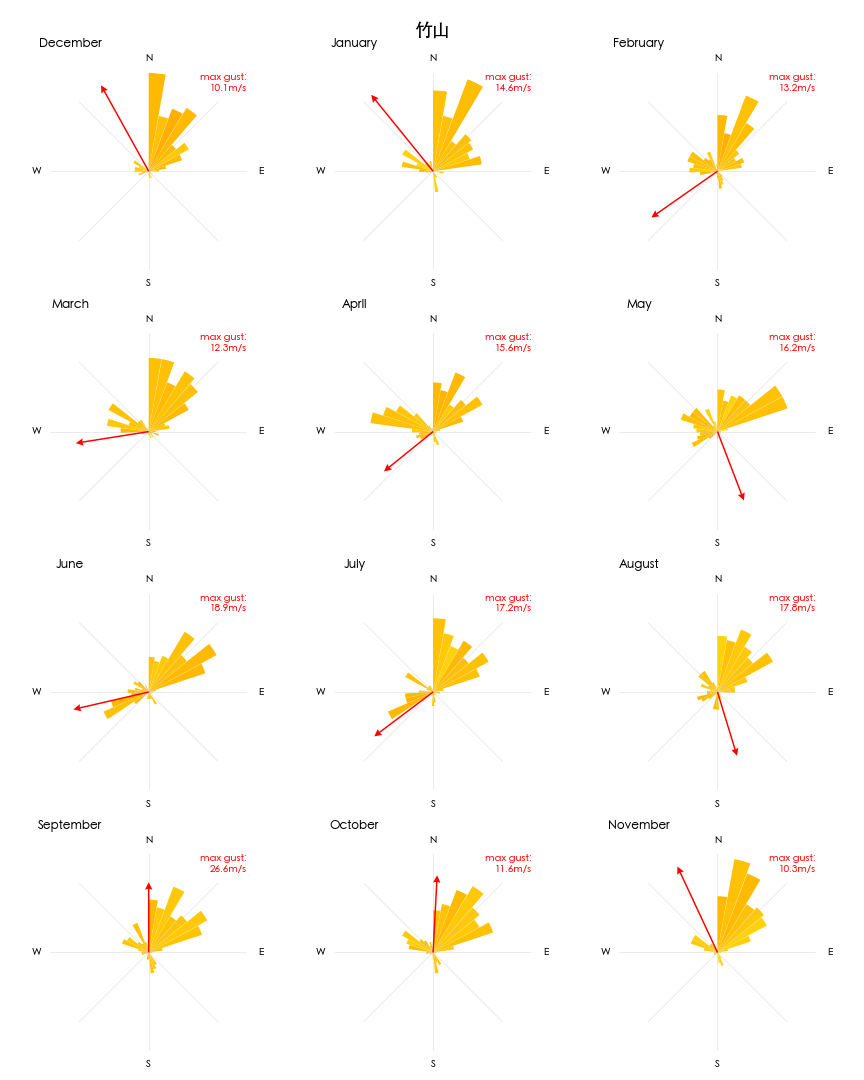 竹山
December
January
February
N
N
N
max gust:
10.1m/s
max gust:
14.6m/s
max gust:
13.2m/s
W
E
W
E
W
E
S
S
S
March
April
May
N
N
N
max gust:
12.3m/s
max gust:
15.6m/s
max gust:
16.2m/s
W
E
W
E
W
E
S
S
S
June
July
August
N
N
N
max gust:
18.9m/s
max gust:
17.2m/s
max gust:
17.8m/s
W
E
W
E
W
E
S
S
S
September
October
November
N
N
N
max gust:
26.6m/s
max gust:
11.6m/s
max gust:
10.3m/s
W
E
W
E
W
E
S
S
S